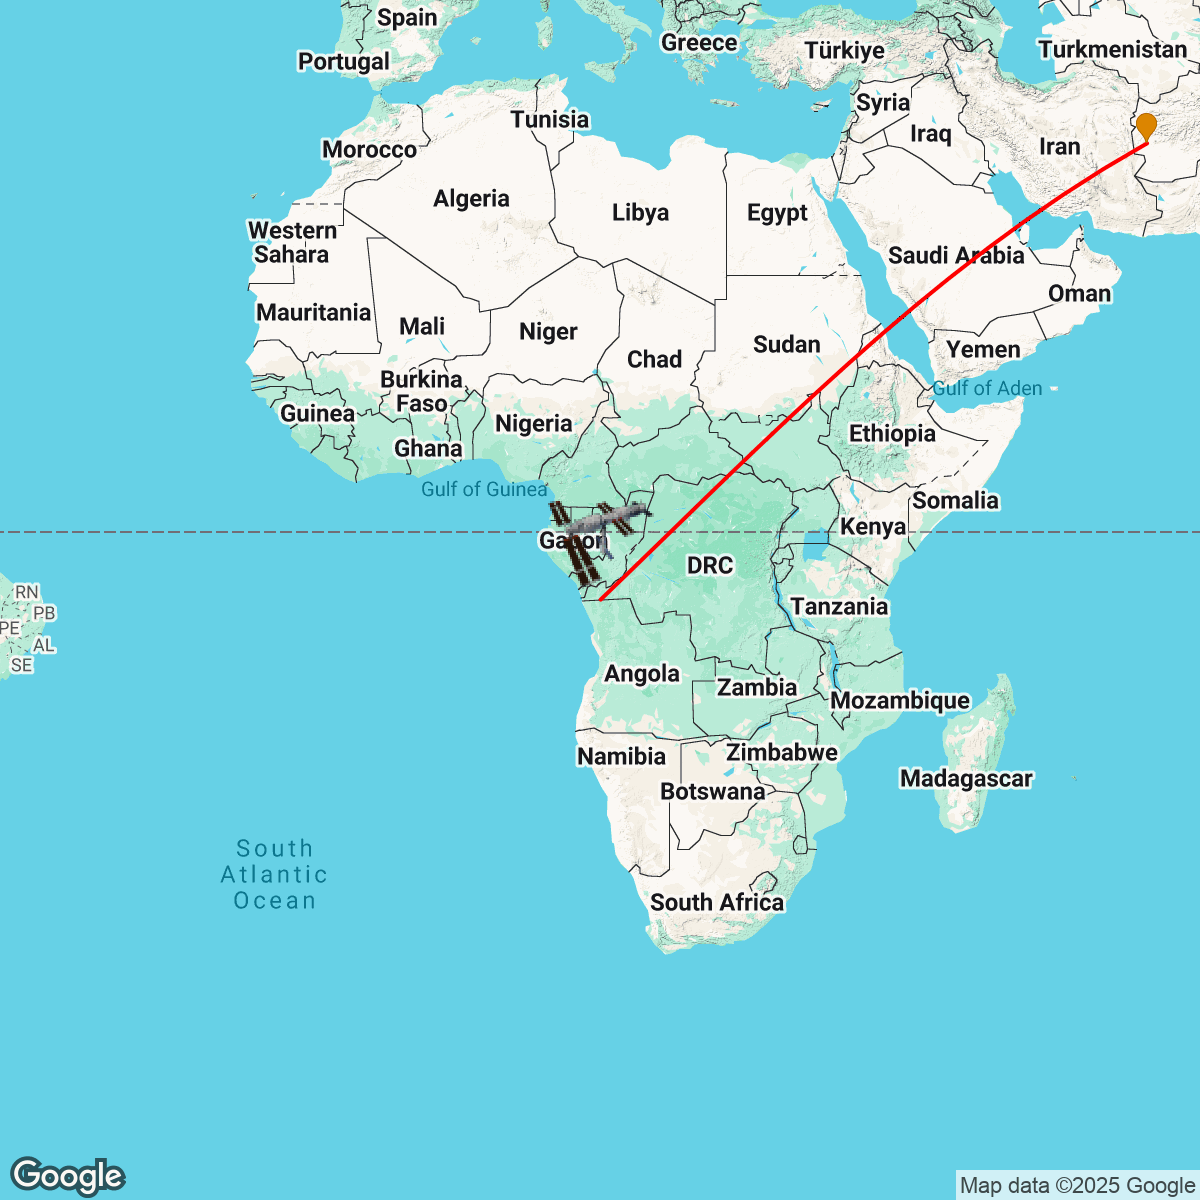 Spain
Portugal
Greece
Türkiye
Turkmenistan
Syria
Iraq
Iran
Tunisia
Morocco
Algeria
Libya
Egypt
Western
Sahara
Saudi Arabia
Oman
Mauritania
Mali
Niger
Chad
Sudan
Yemen
Burkina
Faso
Gulf of Aden
Guinea
Nigeria
Ghana
Ethiopia
Gulf of Guinea
Somalia
Kenya
DRC
RN
PB
PE
AL
SE
Tanzania
Angola
Zambia
Mozambique
Namibia
Zimbabwe
Botswana
Madagascar
South
Atlantic
Ocean
South Africa
Google
Map data ©2025 Google